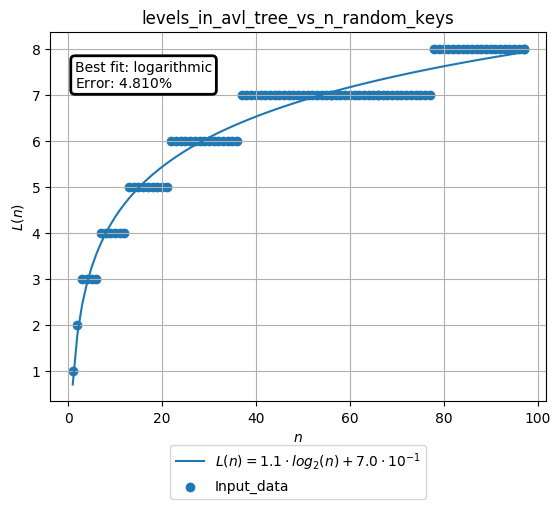 levels_in_avl_tree_vs_n_random_keys
8
7
6
5
4
3
2
1
L(n)
Best fit: logarithmic
Error: 4.810%
0 20 40 60 80 100
n
L(n) = 1.1 · log₂(n) + 7.0 · 10⁻¹
Input_data